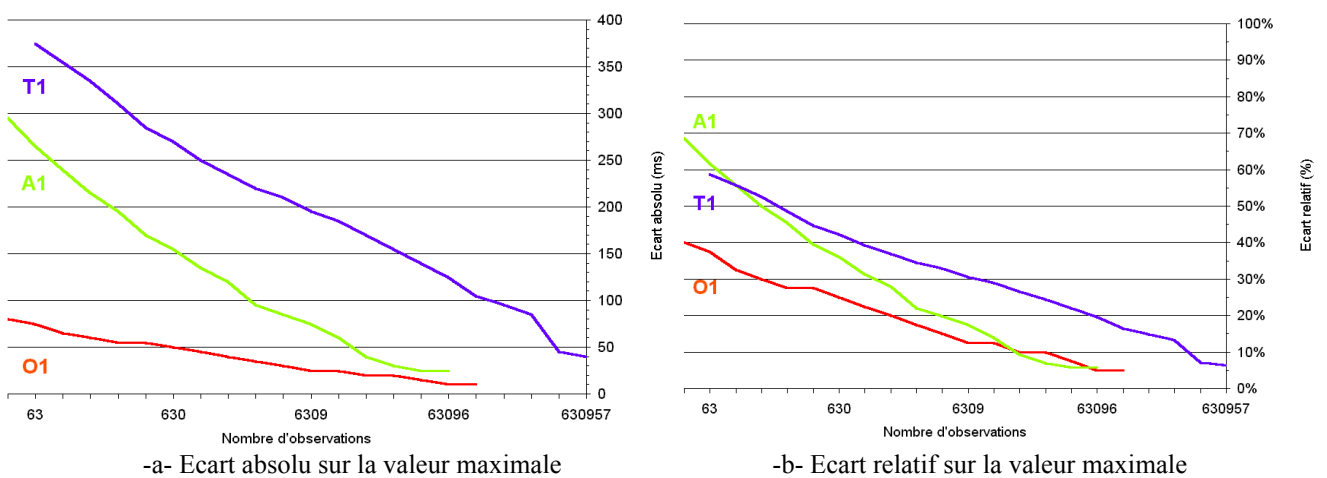 400
350
300
250
200
150
100
50
0
T1
A1
O1
Ecart absolu (ms)
63 630 6309 63096 630957
Nombre d'observations
-a- Ecart absolu sur la valeur maximale
100%
90%
80%
70%
60%
50%
40%
30%
20%
10%
0%
A1
T1
O1
Ecart relatif (%)
63 630 6309 63096 630957
Nombre d'observations
-b- Ecart relatif sur la valeur maximale